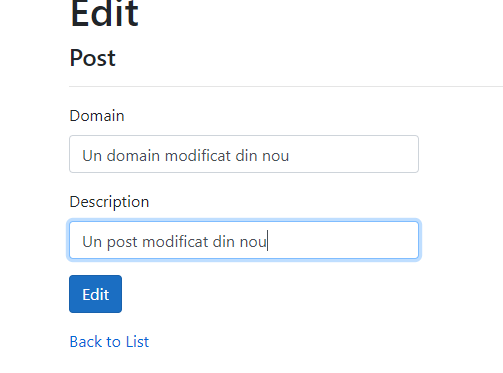 Edit
Post
Domain
Un domain modificat din nou
Description
Un post modificat din nou
Edit
Back to List